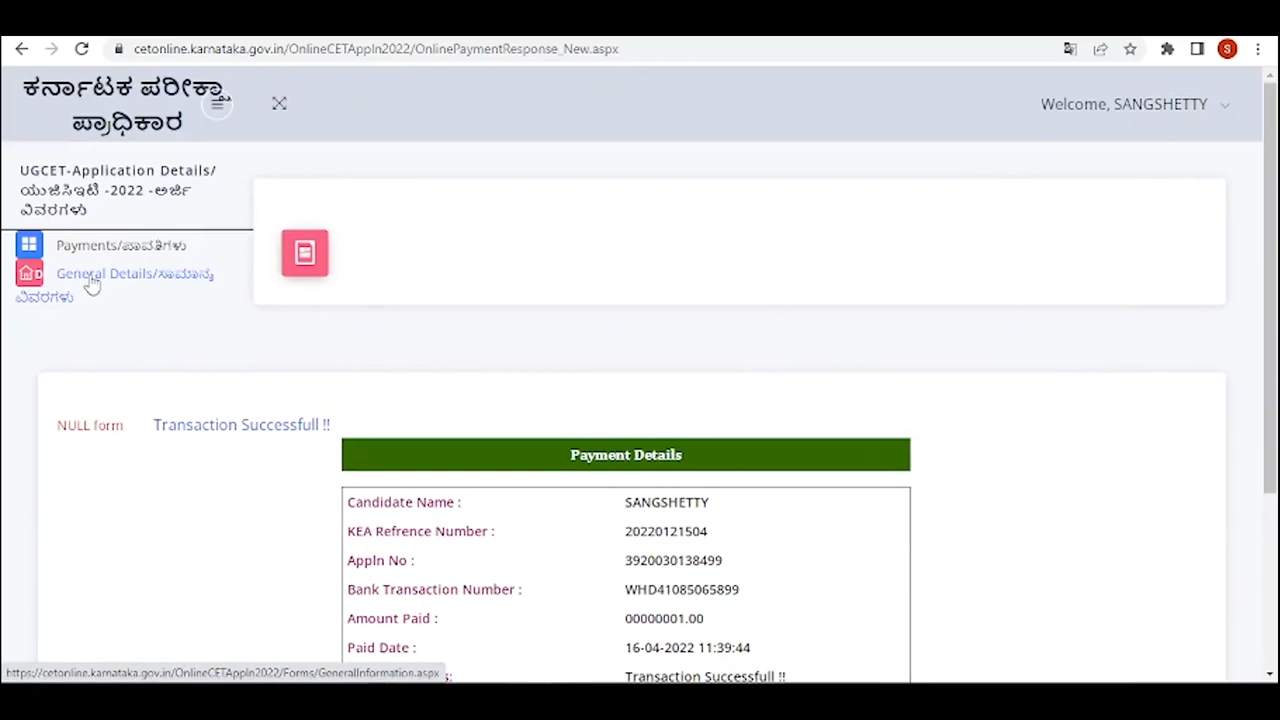 cetonline.karnataka.gov.in/OnlineCETAppln2022/OnlinePaymentResponse_New.aspx
S
ಕರ್ನಾಟಕ ಪರೀಕ್ಷಾ
ಪ್ರಾಧಿಕಾರ
Welcome, SANGSHETTY
UGCET-Application Details/
ಯುಜಿಸಿಇಟಿ -2022 -ಅರ್ಜಿ
ವಿವರಗಳು
Payments/ಪಾವತಿಗಳು
D General Details/ಸಾಮಾನ್ಯ
ವಿವರಗಳು
NULL form Transaction Successfull !!
Payment Details
Candidate Name : SANGSHETTY
KEA Refrence Number : 20220121504
Appln No : 3920030138499
Bank Transaction Number : WHD41085065899
Amount Paid : 00000001.00
Paid Date : 16-04-2022 11:39:44
s: Transaction Successfull !!
https://cetonline.karnataka.gov.in/OnlineCETAppln2022/Forms/GeneralInformation.aspx